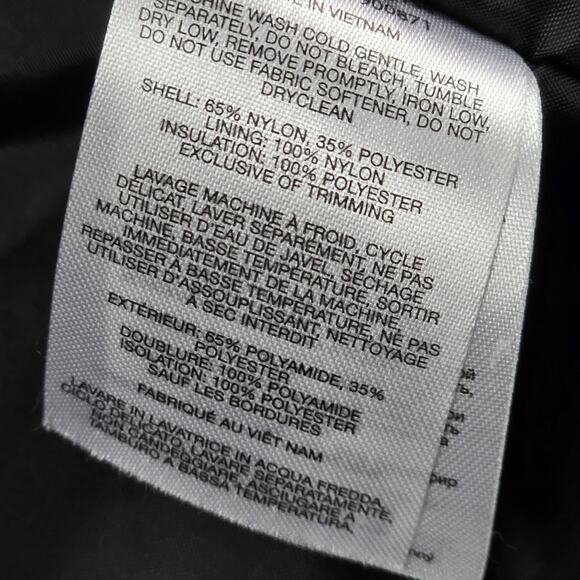 IN VIETNAM
MACHINE WASH COLD GENTLE, WASH
SEPARATELY, DO NOT BLEACH, TUMBLE
DRY LOW, REMOVE PROMPTLY, IRON LOW,
DO NOT USE FABRIC SOFTENER, DO NOT
DRYCLEAN
SHELL: 65% NYLON, 35% POLYESTER
LINING: 100% NYLON
INSULATION: 100% POLYESTER
EXCLUSIVE OF TRIMMING
LAVAGE MACHINE À FROID, CYCLE
DÉLICAT, LAVER SÉPARÉMENT, NE PAS
UTILISER D'EAU DE JAVEL, SÉCHAGE
MACHINE, BASSE TEMPÉRATURE, SORTIR
IMMÉDIATEMENT DE LA MACHINE,
REPASSER À BASSE TEMPÉRATURE, NE PAS
UTILISER D'ASSOUPLISSANT, NETTOYAGE
A SEC INTERDIT
EXTÉRIEUR: 65% POLYAMIDE, 35%
POLYESTER
DOUBLURE: 100% POLYAMIDE
ISOLATION: 100% POLYESTER
SAUF LES BORDURES
FABRIQUÉ AU VIÊT NAM
LAVARE IN LAVATRICE IN ACQUA FREDDA,
CICLO DELICATO, LAVARE SEPARATAMENTE,
NON CANDEGGIARE, ASCIUGARE A
TAMBURO A BASSA TEMPERATURA,